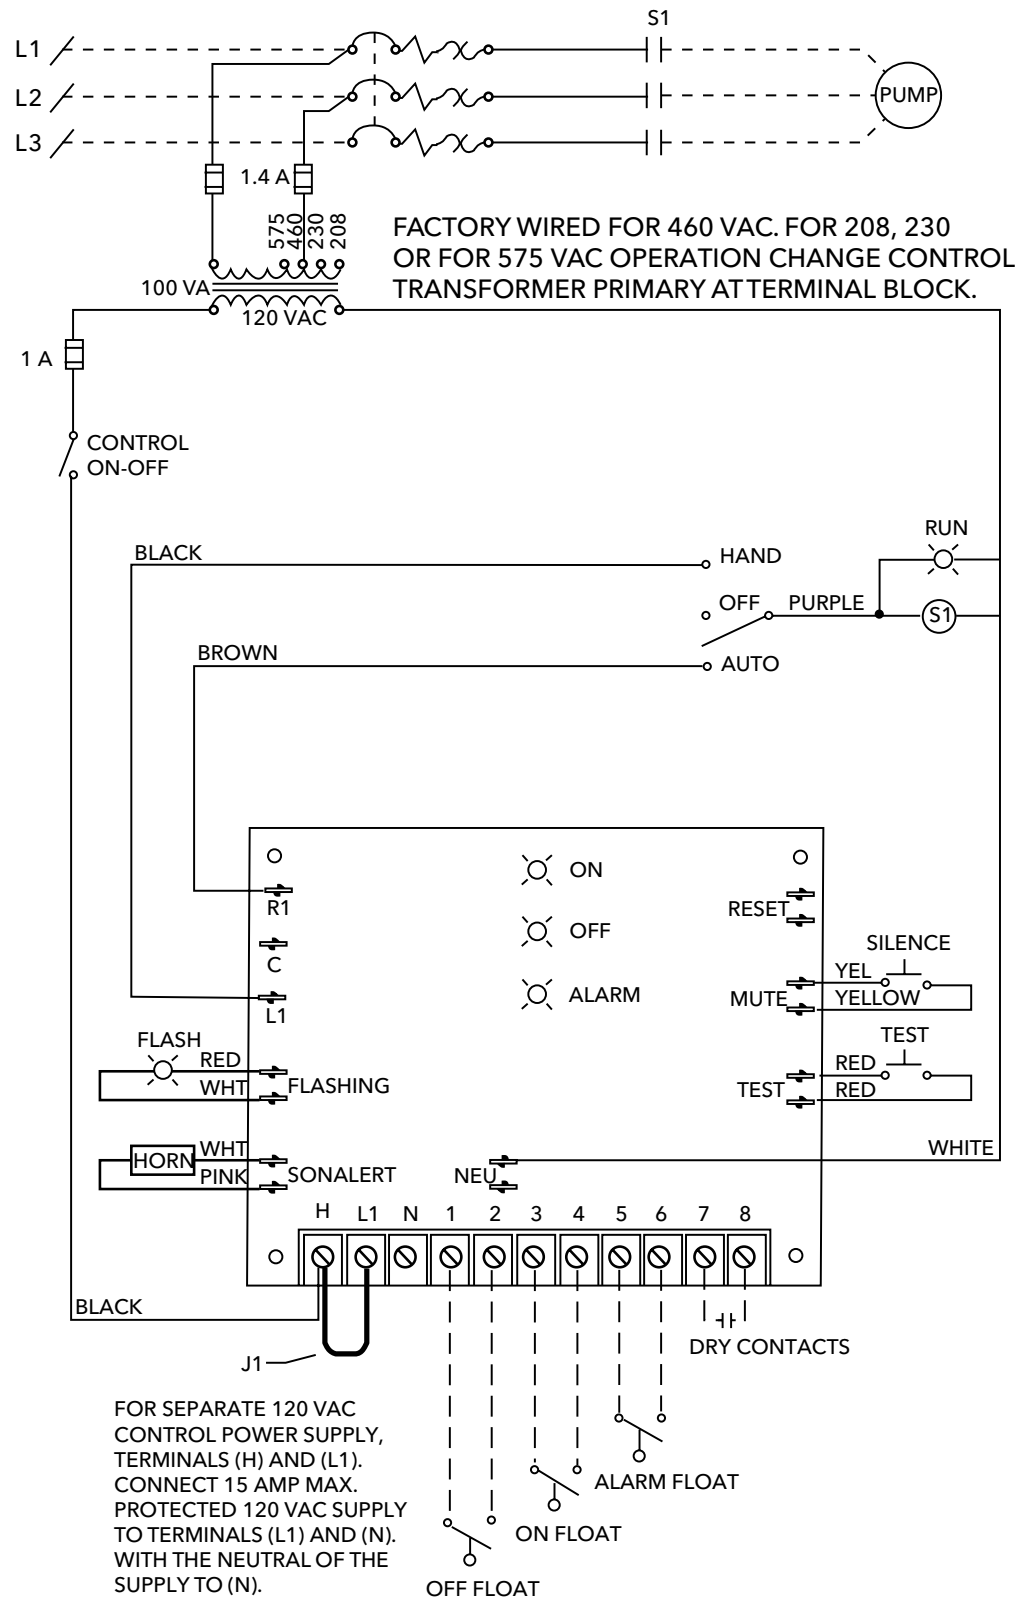 S1
L1
L2
PUMP
L3
1.4 A
575
460
230
208
FACTORY WIRED FOR 460 VAC. FOR 208, 230
OR FOR 575 VAC OPERATION CHANGE CONTROL
TRANSFORMER PRIMARY AT TERMINAL BLOCK.
100 VA
120 VAC
1 A
CONTROL
ON-OFF
RUN
BLACK
HAND
OFF
PURPLE
S1
BROWN
AUTO
ON
R1
RESET
OFF
SILENCE
C
YEL
ALARM
MUTE
YELLOW
L1
FLASH
TEST
RED
RED
WHT
FLASHING
TEST
RED
WHITE
WHT
HORN
PINK
SONALERT
NEU
H L1 N 1 2 3 4 5 6 7 8
BLACK
DRY CONTACTS
J1
FOR SEPARATE 120 VAC
CONTROL POWER SUPPLY,
TERMINALS (H) AND (L1).
CONNECT 15 AMP MAX.
PROTECTED 120 VAC SUPPLY
TO TERMINALS (L1) AND (N).
WITH THE NEUTRAL OF THE
SUPPLY TO (N).
ALARM FLOAT
ON FLOAT
OFF FLOAT